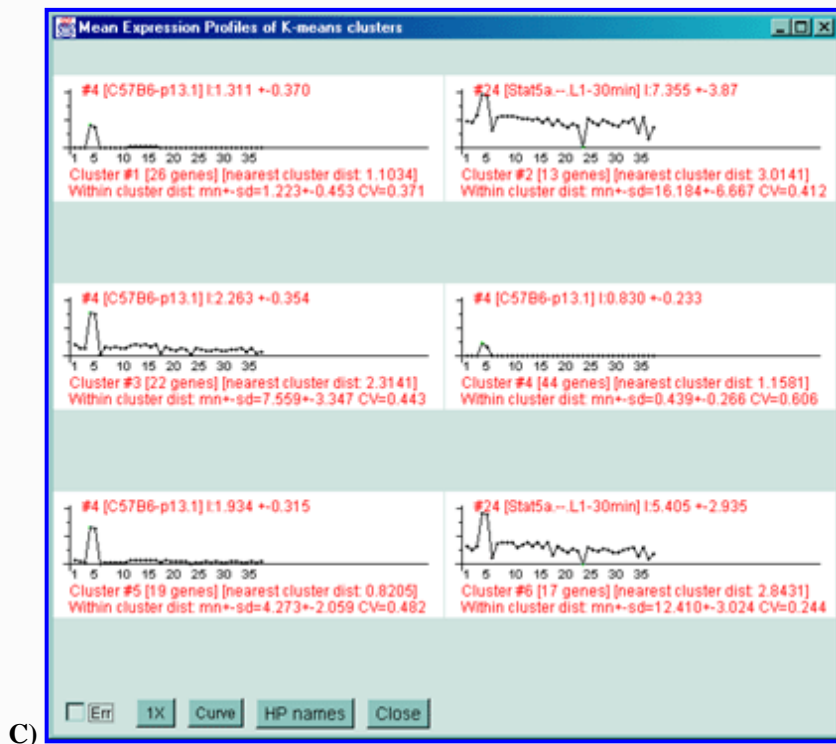 Mean Expression Profiles of K-means clusters
#4 [C57B6-p13.1] I:1.311 +-0.370
1 5 10 15 20 25 30 35
Cluster #1 [26 genes] [nearest cluster dist: 1.1034]
Within cluster dist: mn+-sd=1.223+-0.453 CV=0.371
#24 [Stat5a.--.L1-30min] I:7.355 +-3.87
1 5 10 15 20 25 30 35
Cluster #2 [13 genes] [nearest cluster dist: 3.0141]
Within cluster dist: mn+-sd=16.184+-6.667 CV=0.412
#4 [C57B6-p13.1] I:2.263 +-0.354
1 5 10 15 20 25 30 35
Cluster #3 [22 genes] [nearest cluster dist: 2.3141]
Within cluster dist: mn+-sd=7.559+-3.347 CV=0.443
#4 [C57B6-p13.1] I:0.830 +-0.233
1 5 10 15 20 25 30 35
Cluster #4 [44 genes] [nearest cluster dist: 1.1581]
Within cluster dist: mn+-sd=0.439+-0.266 CV=0.606
#4 [C57B6-p13.1] I:1.934 +-0.315
1 5 10 15 20 25 30 35
Cluster #5 [19 genes] [nearest cluster dist: 0.8205]
Within cluster dist: mn+-sd=4.273+-2.059 CV=0.482
#24 [Stat5a.--.L1-30min] I:5.405 +-2.935
1 5 10 15 20 25 30 35
Cluster #6 [17 genes] [nearest cluster dist: 2.8431]
Within cluster dist: mn+-sd=12.410+-3.024 CV=0.244
Err 1X Curve HP names Close
C)